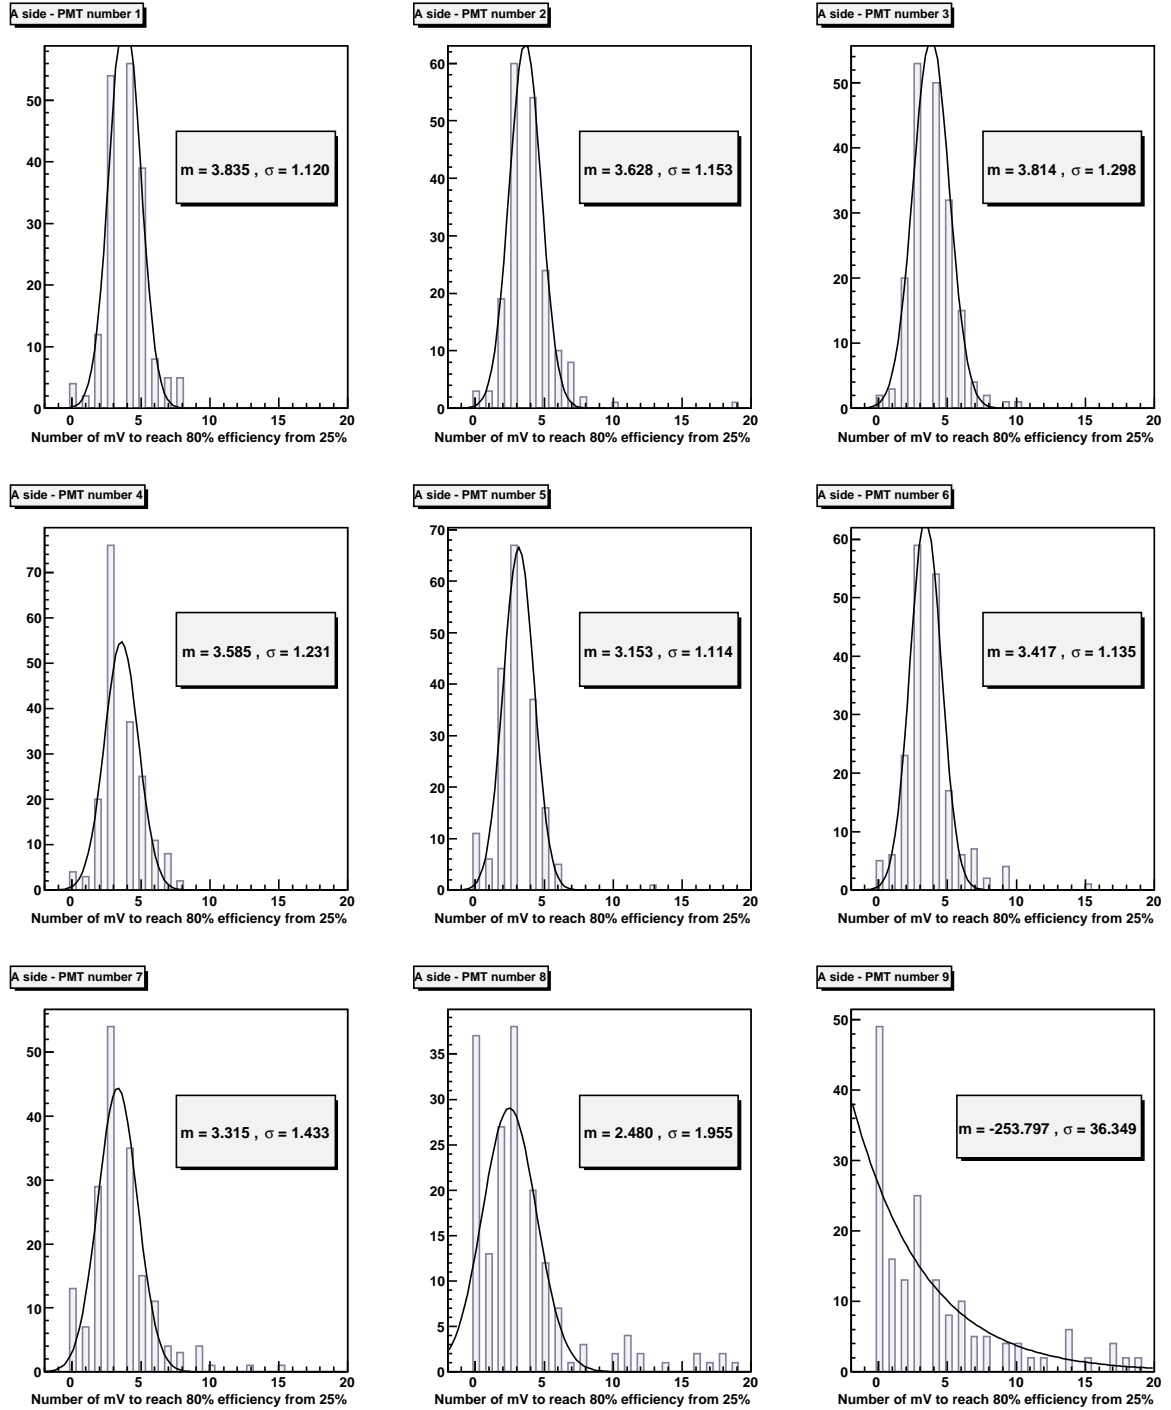 A side - PMT number 1
50
40
30
20
10
0
0 5 10 15 20
m = 3.835 , σ = 1.120
Number of mV to reach 80% efficiency from 25%
A side - PMT number 2
60
50
40
30
20
10
0
0 5 10 15 20
m = 3.628 , σ = 1.153
Number of mV to reach 80% efficiency from 25%
A side - PMT number 3
50
40
30
20
10
0
0 5 10 15 20
m = 3.814 , σ = 1.298
Number of mV to reach 80% efficiency from 25%
A side - PMT number 4
70
60
50
40
30
20
10
0
0 5 10 15 20
m = 3.585 , σ = 1.231
Number of mV to reach 80% efficiency from 25%
A side - PMT number 5
70
60
50
40
30
20
10
0
0 5 10 15 20
m = 3.153 , σ = 1.114
Number of mV to reach 80% efficiency from 25%
A side - PMT number 6
60
50
40
30
20
10
0
0 5 10 15 20
m = 3.417 , σ = 1.135
Number of mV to reach 80% efficiency from 25%
A side - PMT number 7
50
40
30
20
10
0
0 5 10 15 20
m = 3.315 , σ = 1.433
Number of mV to reach 80% efficiency from 25%
A side - PMT number 8
35
30
25
20
15
10
5
0
0 5 10 15 20
m = 2.480 , σ = 1.955
Number of mV to reach 80% efficiency from 25%
A side - PMT number 9
50
40
30
20
10
0
0 5 10 15 20
m = -253.797 , σ = 36.349
Number of mV to reach 80% efficiency from 25%